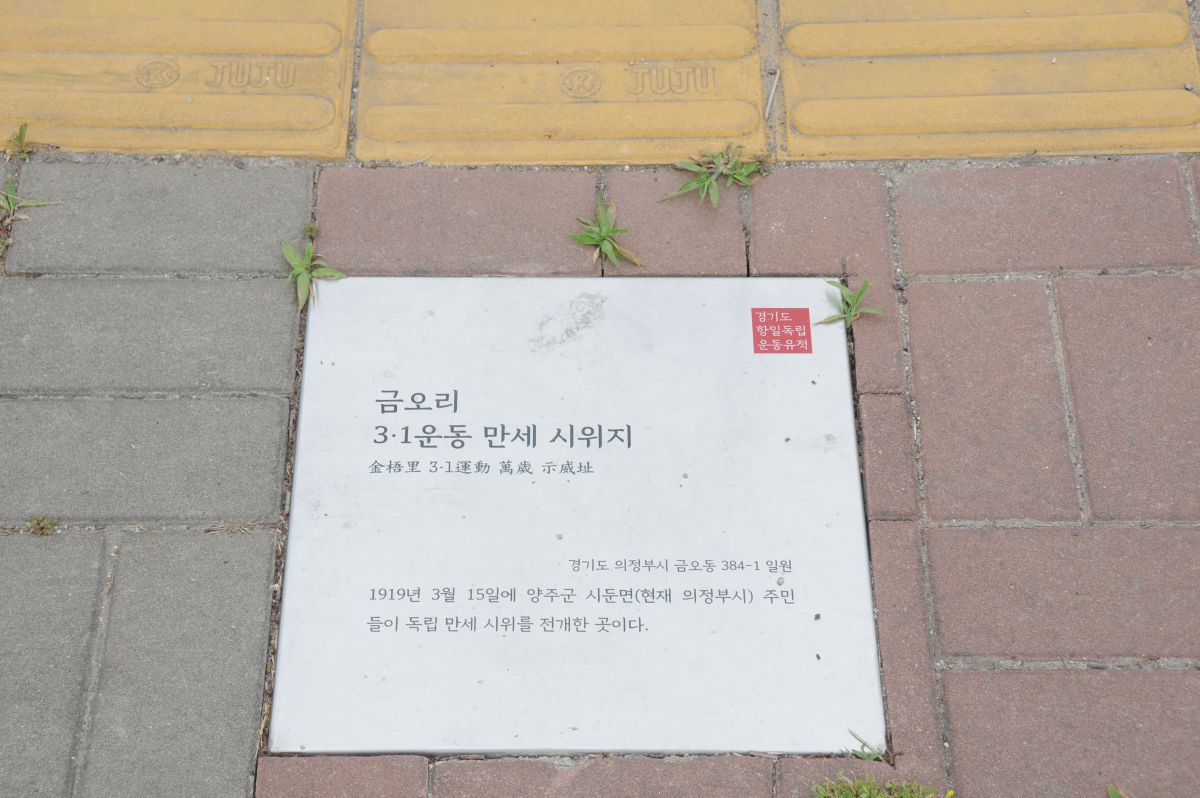 JUJU
JUJU
경기도
항일독립
운동유적
금오리
3·1운동 만세 시위지
金梧里 3·1運動 萬歲 示威址
경기도 의정부시 금오동 384-1 일원
1919년 3월 15일에 양주군 시둔면(현재 의정부시) 주민
들이 독립 만세 시위를 전개한 곳이다.